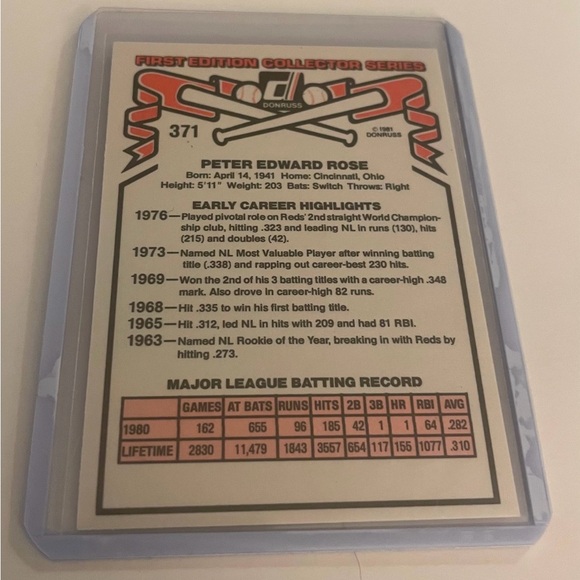 FIRST EDITION COLLECTOR SERIES
DONRUSS
371
© 1981
DONRUSS
PETER EDWARD ROSE
Born: April 14, 1941 Home: Cincinnati, Ohio
Height: 5'11" Weight: 203 Bats: Switch Throws: Right
EARLY CAREER HIGHLIGHTS
1976—Played pivotal role on Reds' 2nd straight World Champion-
ship club, hitting .323 and leading NL in runs (130), hits
(215) and doubles (42).
1973—Named NL Most Valuable Player after winning batting
title (.338) and rapping out career-best 230 hits.
1969—Won the 2nd of his 3 batting titles with a career-high .348
mark. Also drove in career-high 82 runs.
1968—Hit .335 to win his first batting title.
1965—Hit .312, led NL in hits with 209 and had 81 RBI.
1963—Named NL Rookie of the Year, breaking in with Reds by
hitting .273.
MAJOR LEAGUE BATTING RECORD
GAMES AT BATS RUNS HITS 2B 3B HR RBI AVG
1980 162 655 96 185 42 1 1 64 .282
LIFETIME 2830 11,479 1843 3557 654 117 155 1077 .310